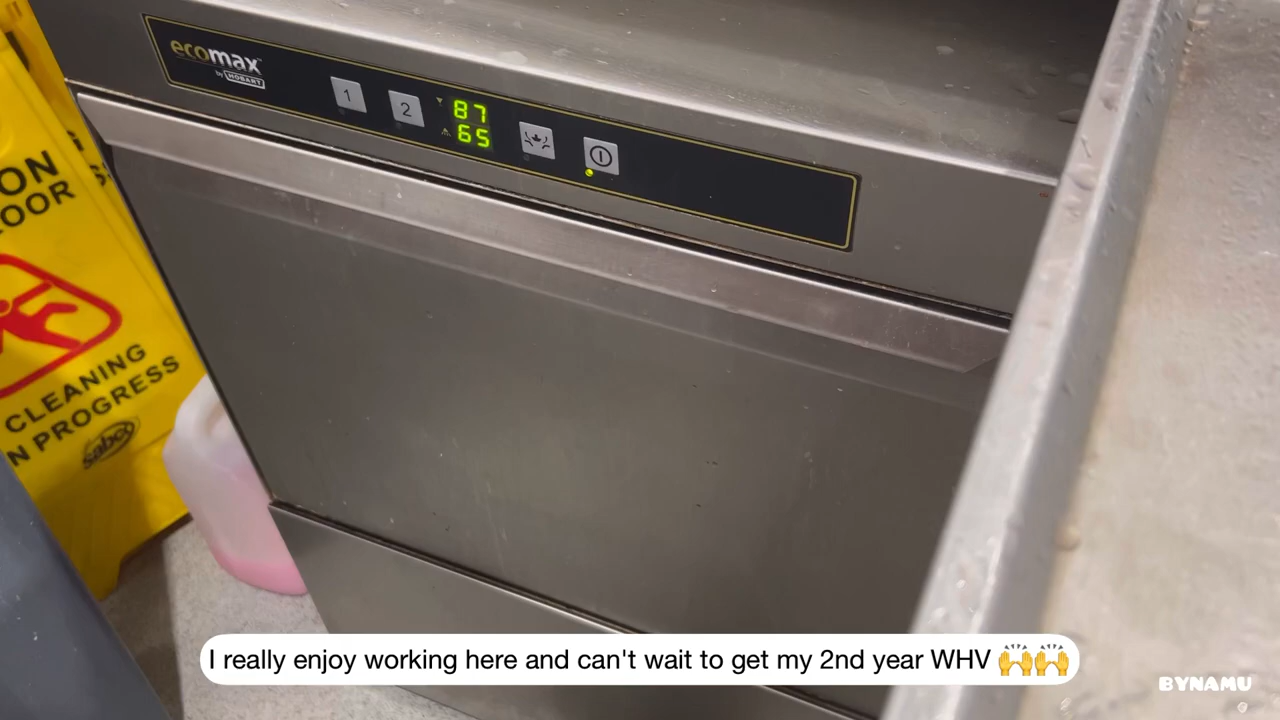 ecomax
by HOBART
1
2
87
65
ON
OOR
CLEANING
N PROGRESS
sabco
I really enjoy working here and can't wait to get my 2nd year WHV 🙌🙌
BYNAMU